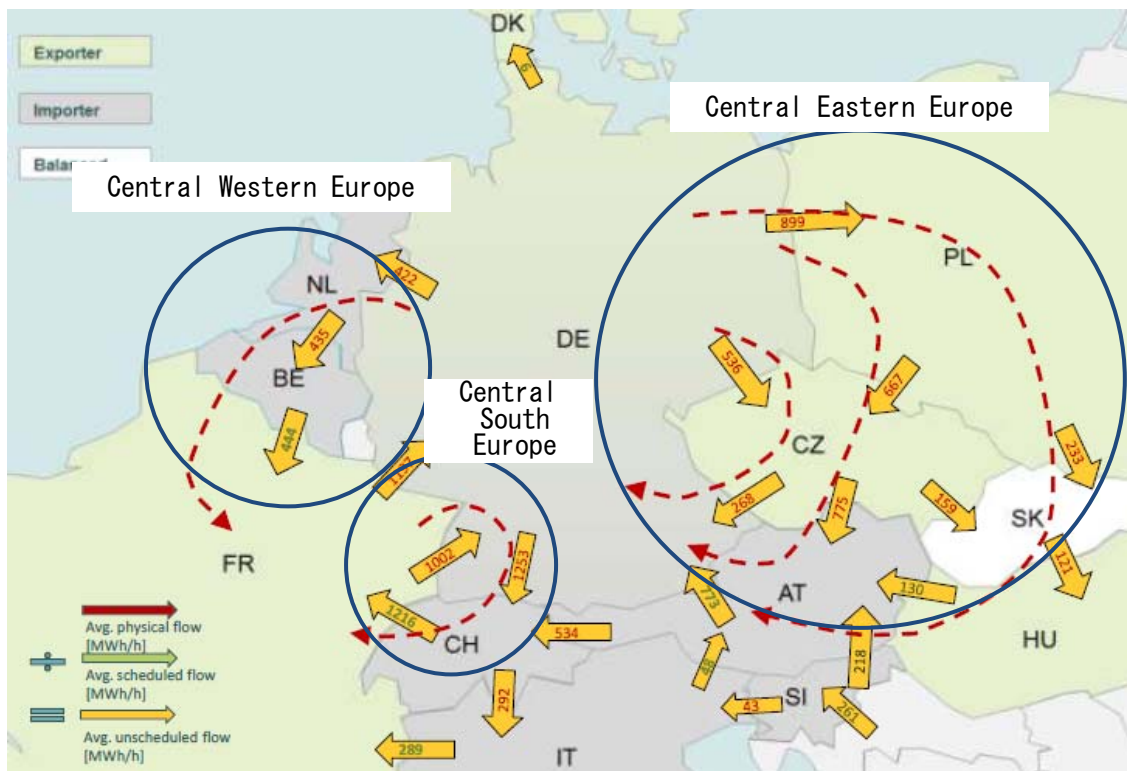 DK
Exporter
6
Central Eastern Europe
Importer
Central Western Europe
899
PL
422
NL
435
DE
536
667
BE
Central
South
Europe
444
CZ
233
268
775
159
SK
1002
1253
121
FR
1216
773
AT
130
CH
534
218
HU
Avg. physical flow
[MWh/h]
48
Avg. scheduled flow
[MWh/h]
292
43
SI
261
Avg. unscheduled flow
[MWh/h]
289
IT